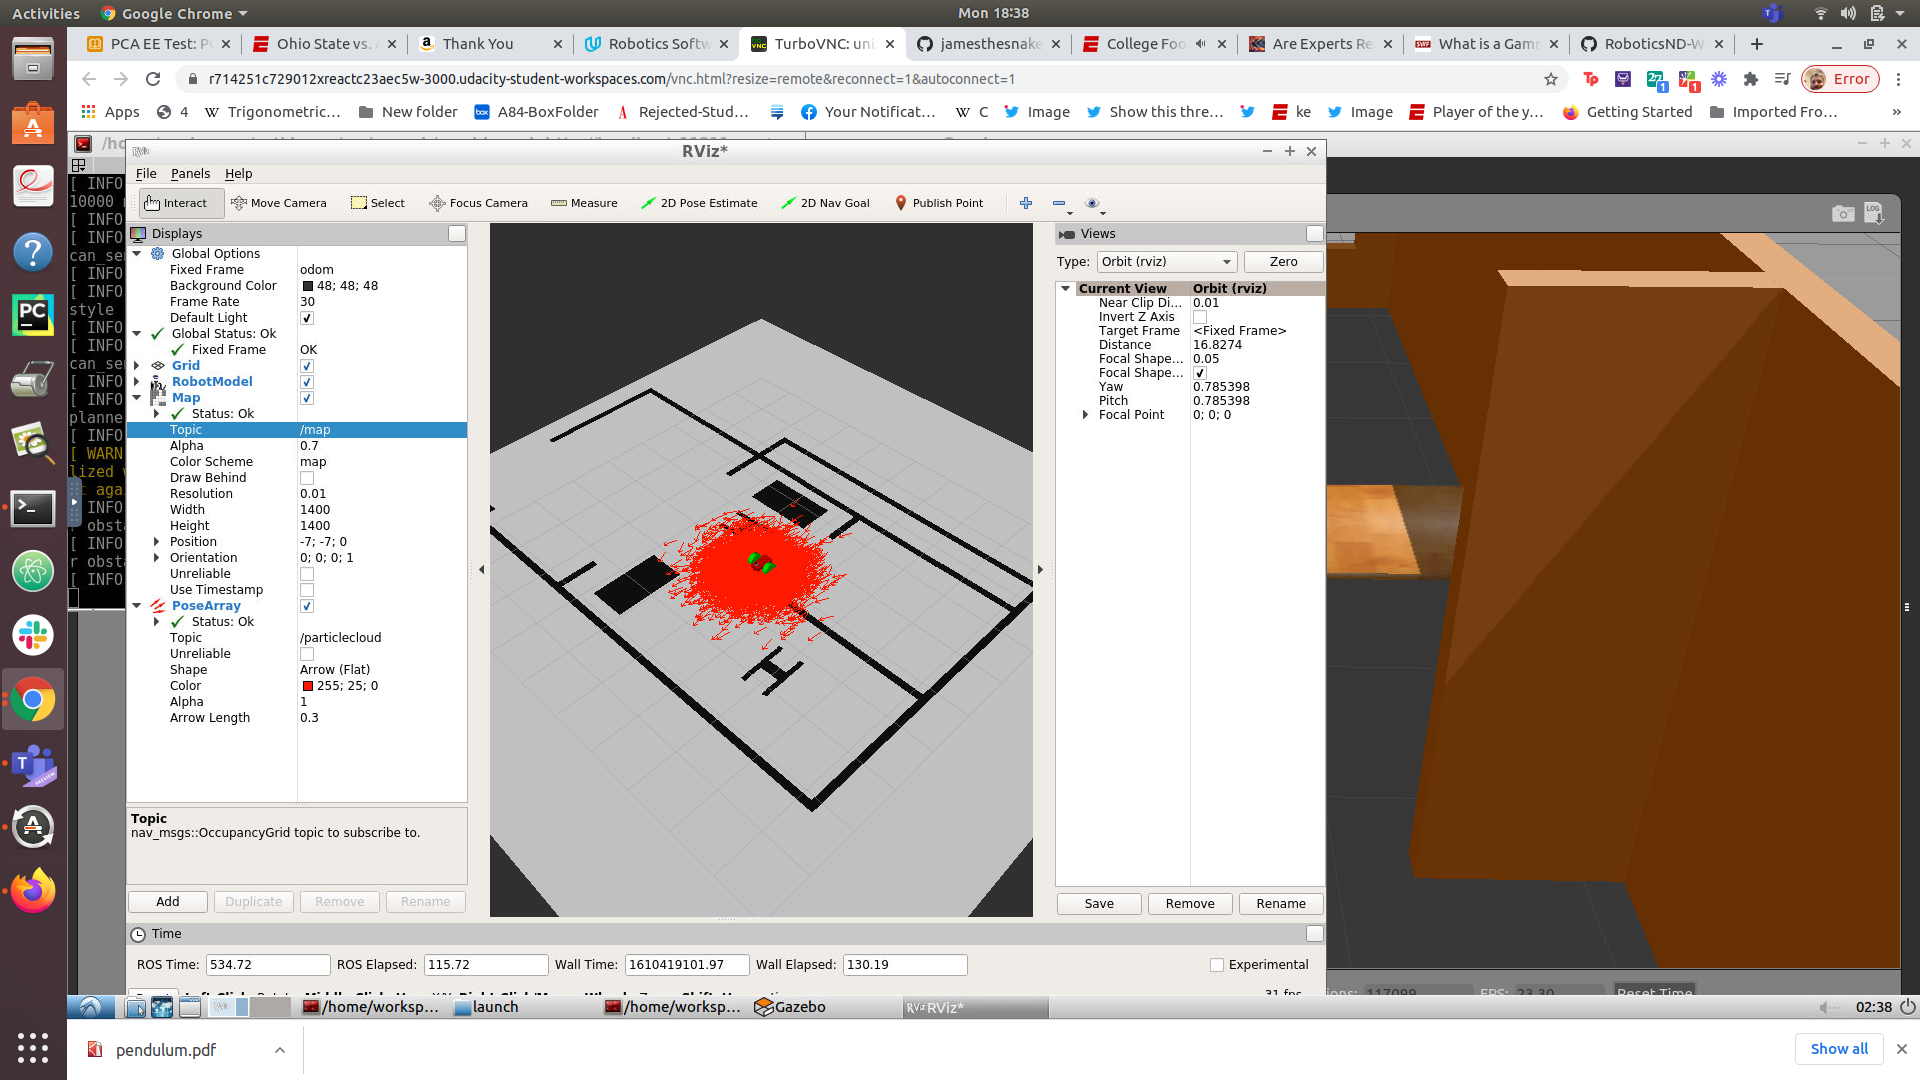 Activities
Google Chrome
Mon 18:38
PCA EE Test: P
Ohio State vs.
Thank You
Robotics Softw
TurboVNC: uni
jamesthesnake
College Foo
Are Experts Re
What is a Gam
RoboticsND-W
r714251c729012xreactc23aec5w-3000.udacity-student-workspaces.com/vnc.html?resize=remote&reconnect=1&autoconnect=1
Error
Apps
4
Trigonometric...
New folder
A84-BoxFolder
Rejected-Stud...
Your Notificat...
C
Image
Show this thre...
ke
Image
Player of the y...
Getting Started
Imported Fro...
RViz*
File Panels Help
Interact
Move Camera
Select
Focus Camera
Measure
2D Pose Estimate
2D Nav Goal
Publish Point
[ INFO
10000
[ INFO
[ INFO
can_se
[ INFO
[ INFO
style
[ INFO
[ INFO
can_se
[ INFO
[ INFO
planne
[ INFO
[ WARN
lized
aga
INFO
obst
[ INFO
r obst
[ INFO
Displays
Global Options
Fixed Frame odom
Background Color 48; 48; 48
Frame Rate 30
Default Light
Global Status: Ok
Fixed Frame OK
Grid
RobotModel
Map
Status: Ok
Topic /map
Alpha 0.7
Color Scheme map
Draw Behind
Resolution 0.01
Width 1400
Height 1400
Position -7; -7; 0
Orientation 0; 0; 0; 1
Unreliable
Use Timestamp
PoseArray
Status: Ok
Topic /particlecloud
Unreliable
Shape Arrow (Flat)
Color 255; 25; 0
Alpha 1
Arrow Length 0.3
Topic
nav_msgs::OccupancyGrid topic to subscribe to.
Add Duplicate Remove Rename
Views
Type: Orbit (rviz) Zero
Current View Orbit (rviz)
Near Clip Di... 0.01
Invert Z Axis
Target Frame <Fixed Frame>
Distance 16.8274
Focal Shape... 0.05
Focal Shape...
Yaw 0.785398
Pitch 0.785398
Focal Point 0; 0; 0
Save Remove Rename
Time
ROS Time: 534.72 ROS Elapsed: 115.72 Wall Time: 1610419101.97 Wall Elapsed: 130.19 Experimental
31 fps
117099 FPS: 23.30 Reset Time
/home/worksp...
launch
/home/worksp...
Gazebo
RViz*
02:38
pendulum.pdf
Show all